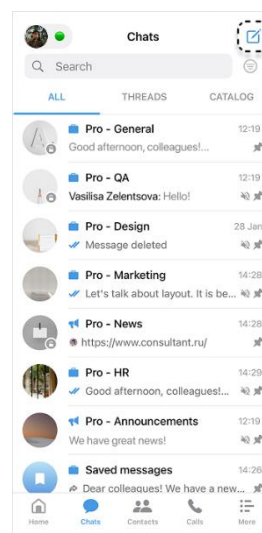 Chats
Search
ALL THREADS CATALOG
Pro - General 12:19
Good afternoon, colleagues!...
Pro - QA 12:19
Vasilisa Zelentsova: Hello!
Pro - Design 28 Jan
Message deleted
Pro - Marketing 14:28
Let's talk about layout. It is be...
Pro - News 14:28
https://www.consultant.ru/
Pro - HR 14:29
Good afternoon, colleagues!...
Pro - Announcements 12:19
We have great news!
Saved messages 14:26
Dear colleagues! We have a new...
Home Chats Contacts Calls More